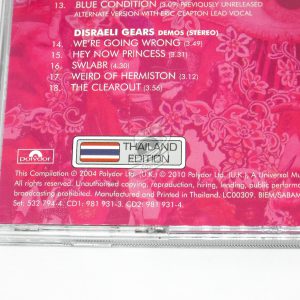 13. BLUE CONDITION (3.09) PREVIOUSLY UNRELEASED
ALTERNATE VERSION WITH ERIC CLAPTON LEAD VOCAL
DISRAELI GEARS DEMOS (STEREO)
14. WE'RE GOING WRONG (3.49)
15. HEY NOW PRINCESS (3.31)
16. SWLABR (4.30)
17. WEIRD OF HERMISTON (3.12)
18. THE CLEAROUT (3.56)
THAILAND
EDITION
Polydor
This Compilation ℗ 2004 Polydor Ltd. (U.K.) © 2010 Polydor Ltd. (U.K.), A Universal Mu
All rights reserved. Unauthorised copying, reproduction, hiring, lending, public performa
broadcasting prohibited. Manufactured and Printed in Thailand. LC00309. BIEM/SABAM
Set: 532 794-4. CD1: 981 931-3. CD2: 981 931-4.